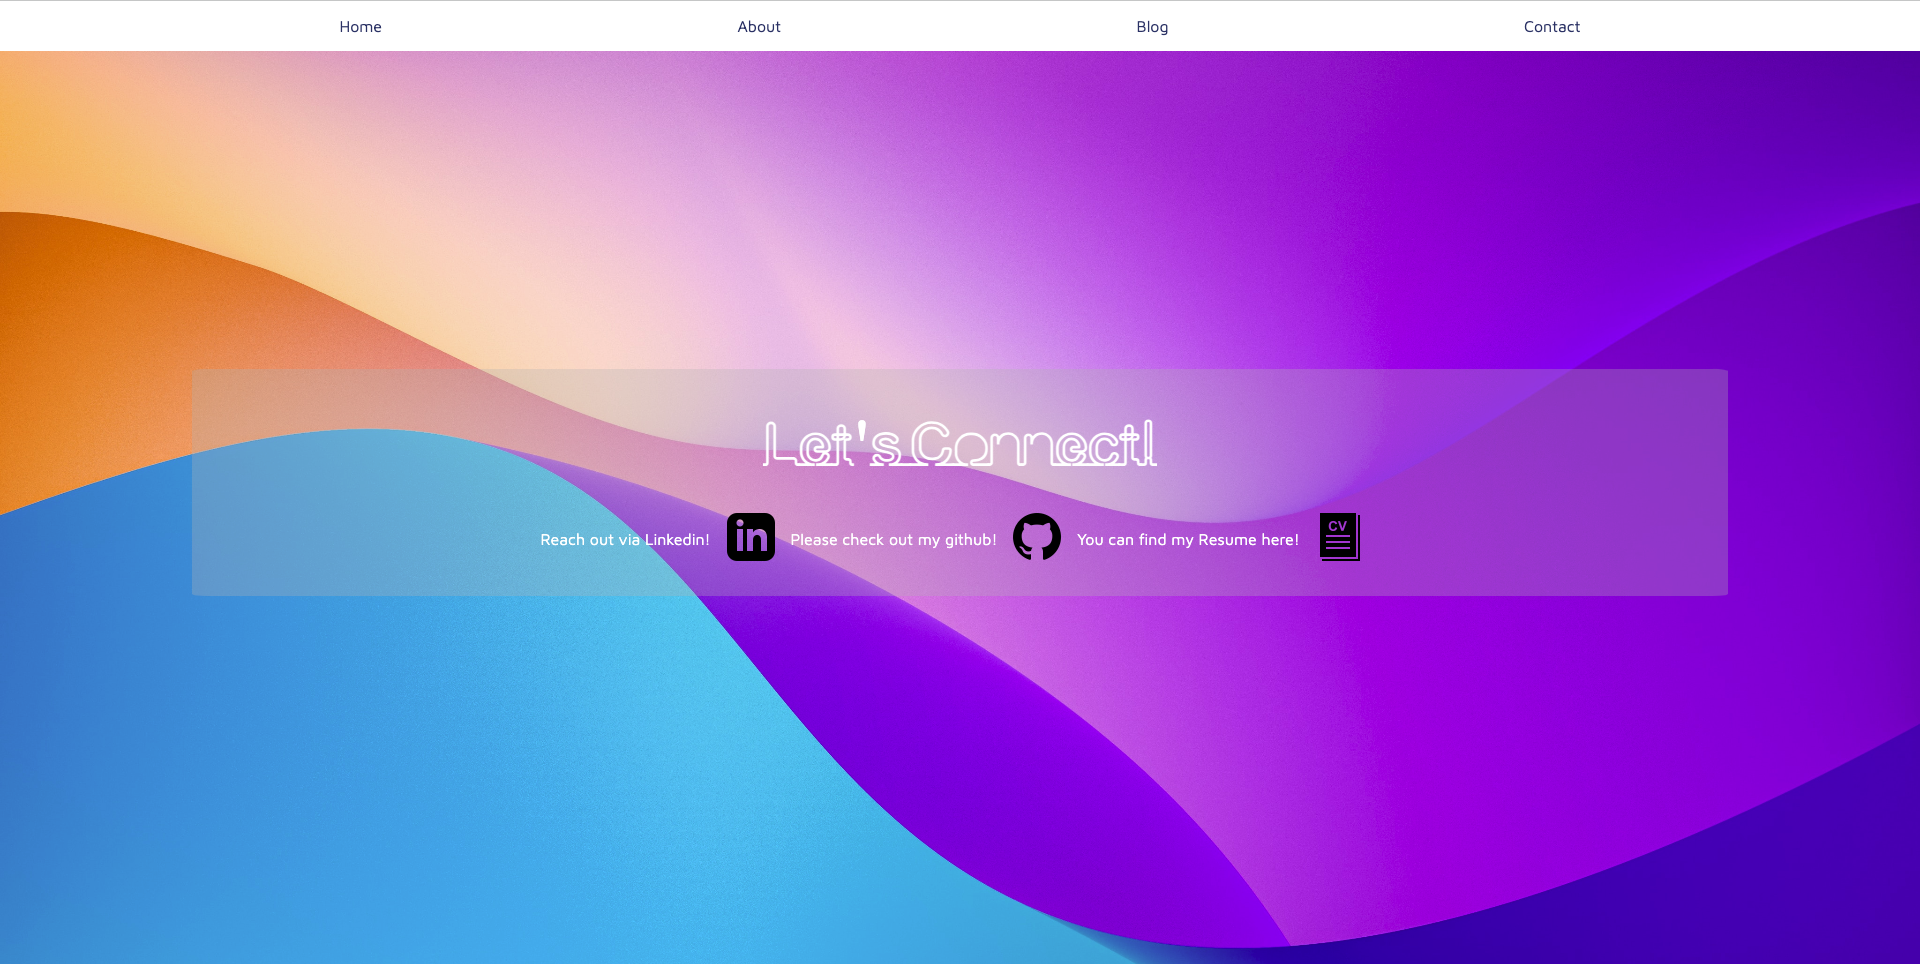 Home About Blog Contact
Let's Connect!
Reach out via Linkedin! in Please check out my github! You can find my Resume here! CV